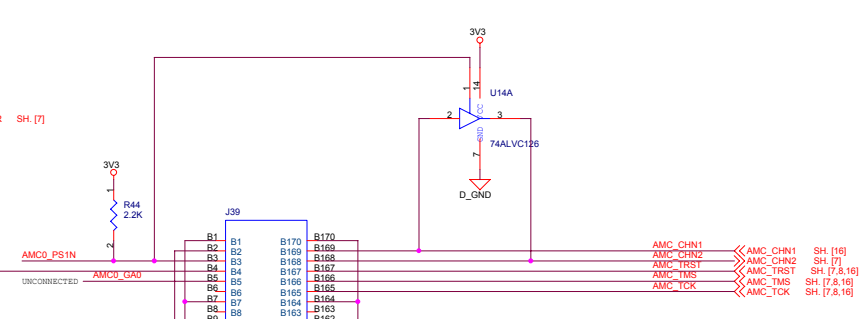 3V3
1
14
U14A
VCC
2
3
GND
74ALVC126
7
D_GND
SH. [7]
3V3
1
R44
2.2K
2
J39
AMC0_PS1N
UNCONNECTED
AMC0_GA0
B1 B1 B170 B170
B2 B2 B169 B169
B3 B3 B168 B168
B4 B4 B167 B167
B5 B5 B166 B166
B6 B6 B165 B165
B7 B7 B164 B164
B8 B8 B163 B163
AMC_CHN1 AMC_CHN1 SH. [16]
AMC_CHN2 AMC_CHN2 SH. [7]
AMC_TRST AMC_TRST SH. [7,8,16]
AMC_TMS AMC_TMS SH. [7,8,16]
AMC_TCK AMC_TCK SH. [7,8,16]